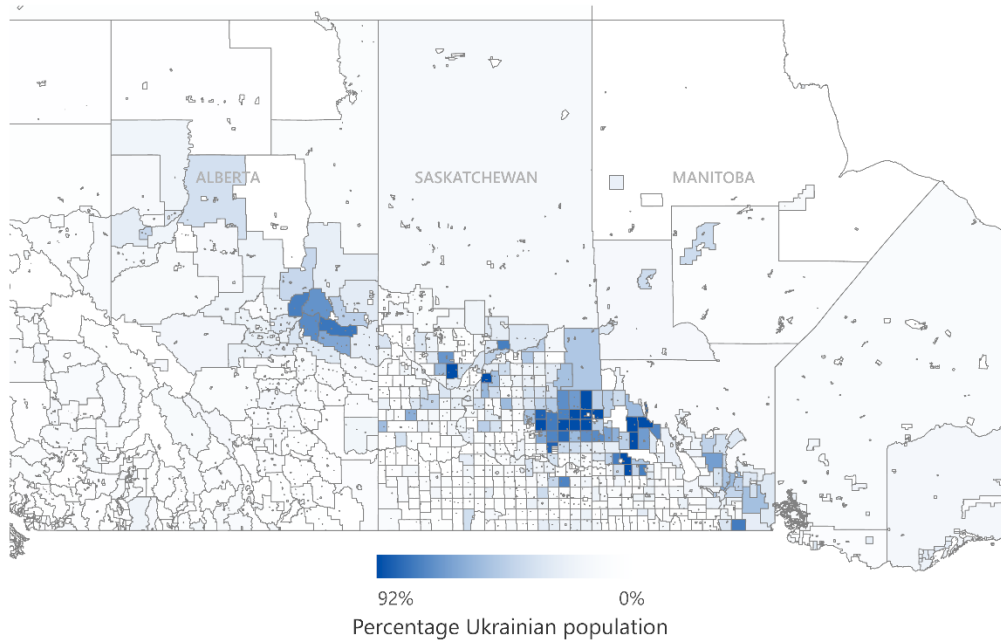 ALBERTA
SASKATCHEWAN
MANITOBA
92%
0%
Percentage Ukrainian population